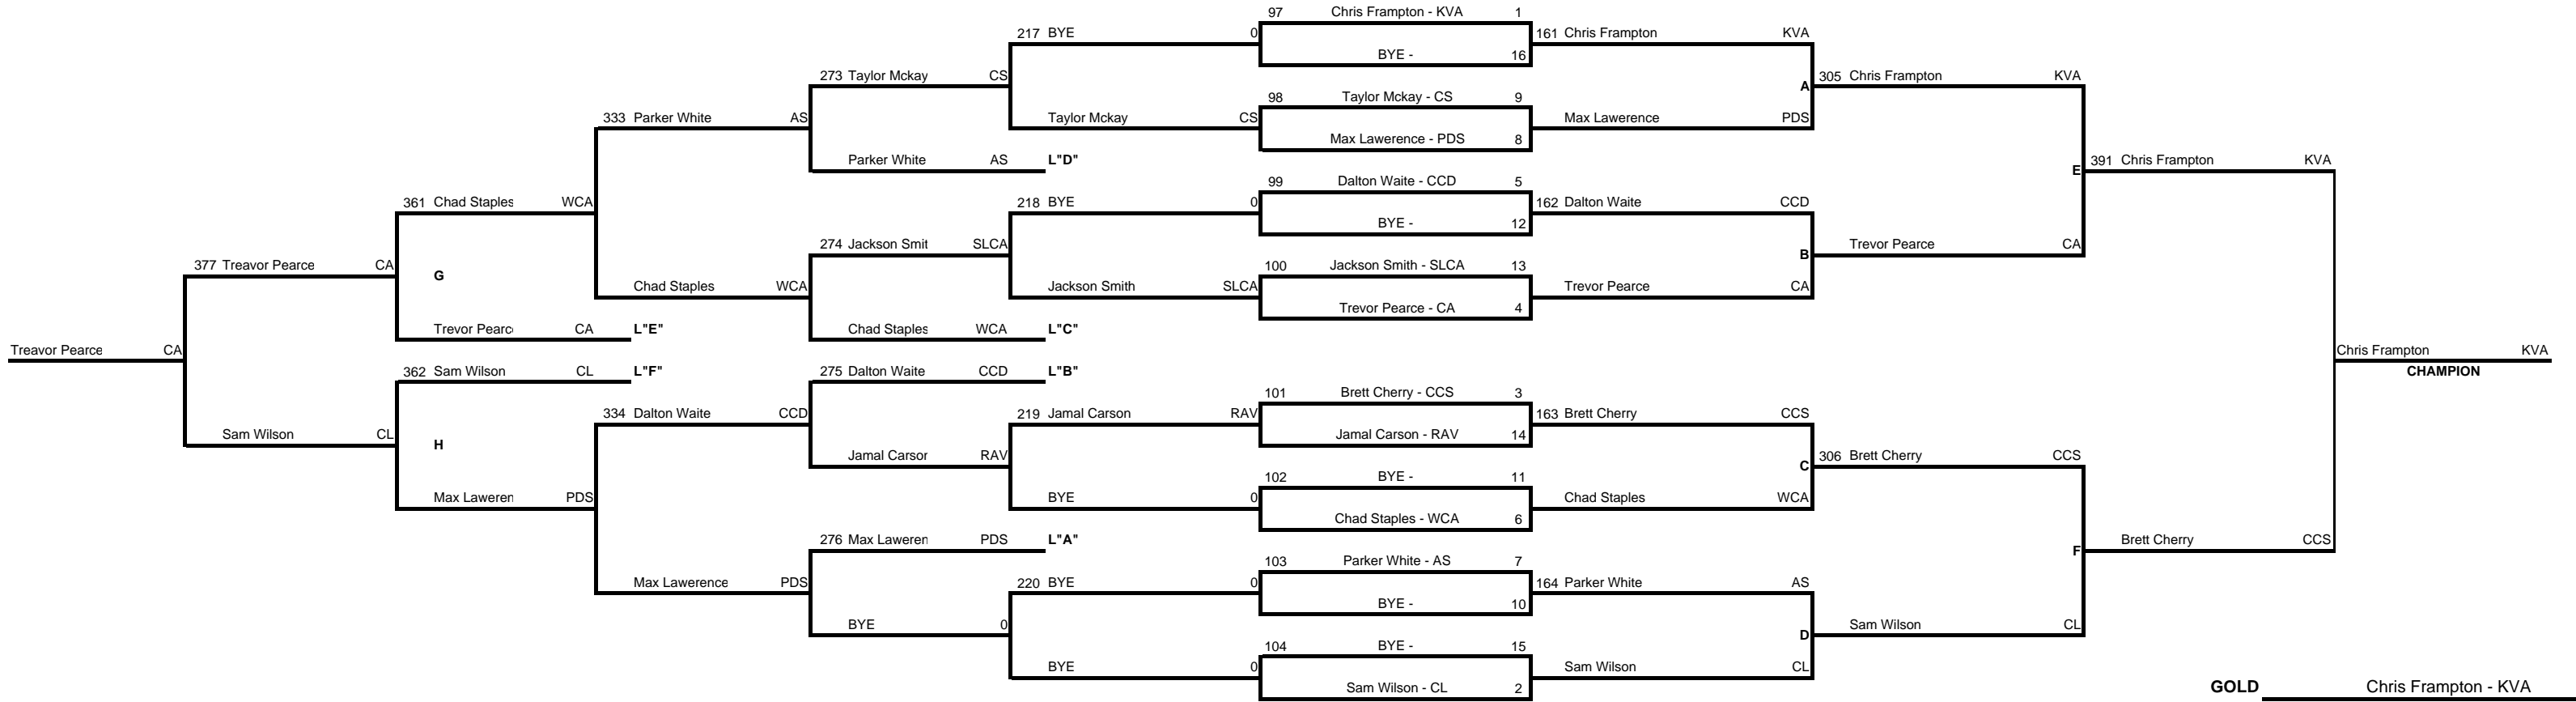 97 Chris Frampton - KVA 1
217 BYE 0 161 Chris Frampton KVA
BYE - 16
273 Taylor Mckay CS A 305 Chris Frampton KVA
98 Taylor Mckay - CS 9
333 Parker White AS Taylor Mckay CS Max Lawerence PDS
Max Lawerence - PDS 8
Parker White AS L"D" E 391 Chris Frampton KVA
99 Dalton Waite - CCD 5
361 Chad Staples WCA 218 BYE 0 162 Dalton Waite CCD
BYE - 12
274 Jackson Smit SLCA B Trevor Pearce CA
377 Treavor Pearce CA G 100 Jackson Smith - SLCA 13
Chad Staples WCA Jackson Smith SLCA Trevor Pearce CA
Trevor Pearce - CA 4
Trevor Pearc CA L"E" Chad Staples WCA L"C"
Treavor Pearce CA Chris Frampton KVA
362 Sam Wilson CL L"F" 275 Dalton Waite CCD L"B" CHAMPION
101 Brett Cherry - CCS 3
334 Dalton Waite CCD 219 Jamal Carson RAV 163 Brett Cherry CCS
Sam Wilson CL H Jamal Carson - RAV 14
Jamal Carsor RAV C 306 Brett Cherry CCS
102 BYE - 11
Max Laweren PDS BYE 0 Chad Staples WCA
Chad Staples - WCA 6
276 Max Laweren PDS L"A" F Brett Cherry CCS
103 Parker White - AS 7
Max Lawerence PDS 220 BYE 0 164 Parker White AS
BYE - 10
BYE 0 D Sam Wilson CL
104 BYE - 15
BYE 0 Sam Wilson CL
Sam Wilson - CL 2
GOLD Chris Frampton - KVA